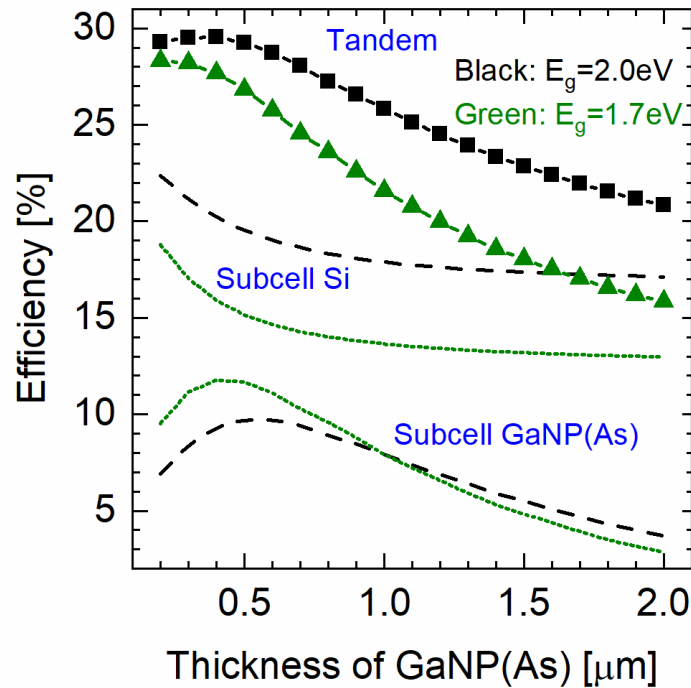 Tandem
Black: E_g=2.0eV
Green: E_g=1.7eV
Subcell Si
Subcell GaNP(As)
Efficiency [%]
30
25
20
15
10
5
0.5 1.0 1.5 2.0
Thickness of GaNP(As) [μm]